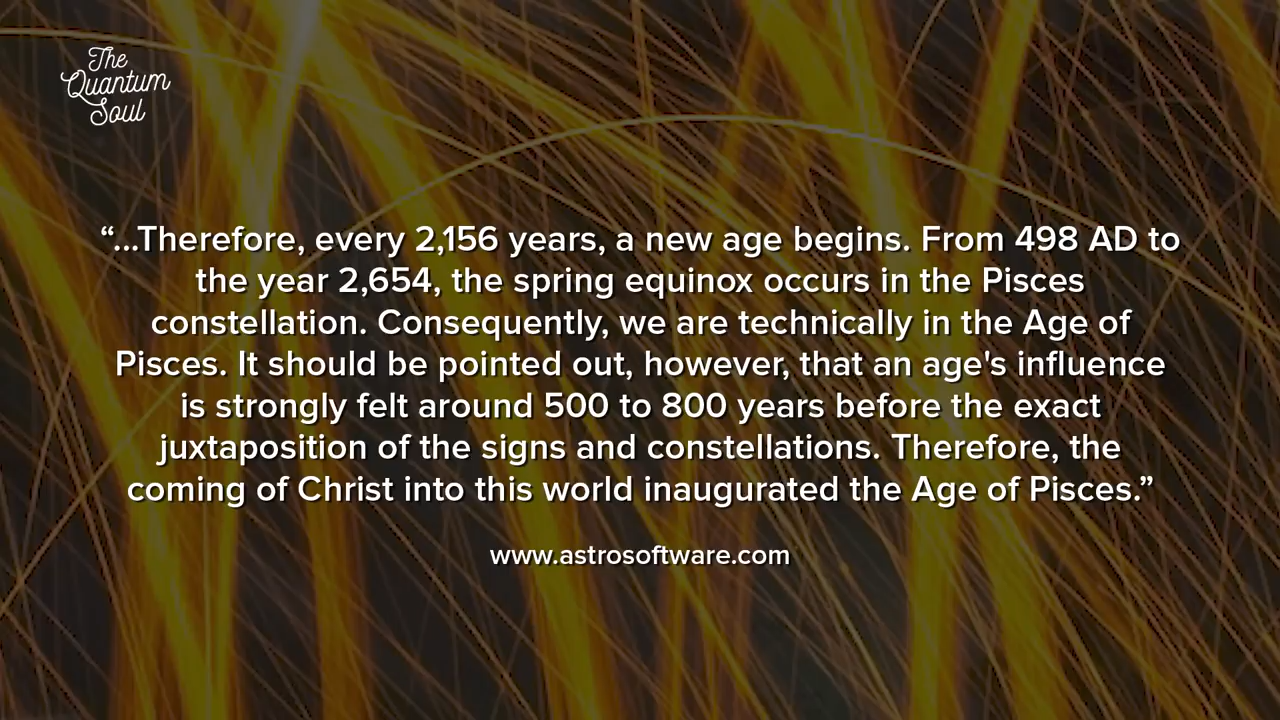 The
Quantum
Soul
“...Therefore, every 2,156 years, a new age begins. From 498 AD to
the year 2,654, the spring equinox occurs in the Pisces
constellation. Consequently, we are technically in the Age of
Pisces. It should be pointed out, however, that an age's influence
is strongly felt around 500 to 800 years before the exact
juxtaposition of the signs and constellations. Therefore, the
coming of Christ into this world inaugurated the Age of Pisces.”
www.astrosoftware.com